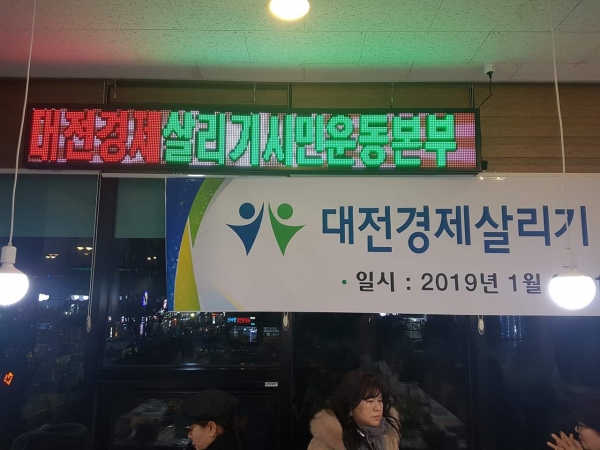 대전경제살리기시민운동본부
대전경제살리기
• 일시 : 2019년 1월